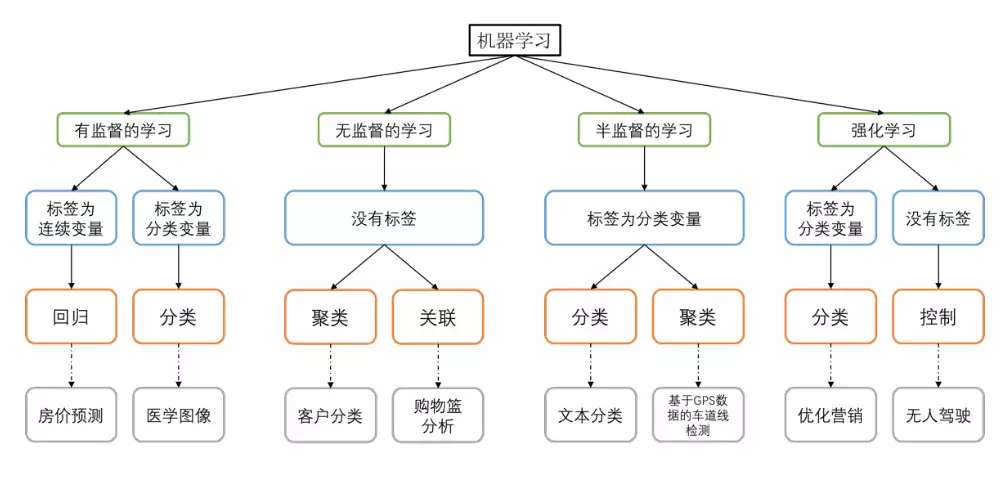 机器学习
有监督的学习
无监督的学习
半监督的学习
强化学习
标签为
连续变量
标签为
分类变量
没有标签
标签为分类变量
标签为
分类变量
没有标签
回归
分类
聚类
关联
分类
聚类
分类
控制
房价预测
医学图像
客户分类
购物篮
分析
文本分类
基于GPS数
据的车道线
检测
优化营销
无人驾驶